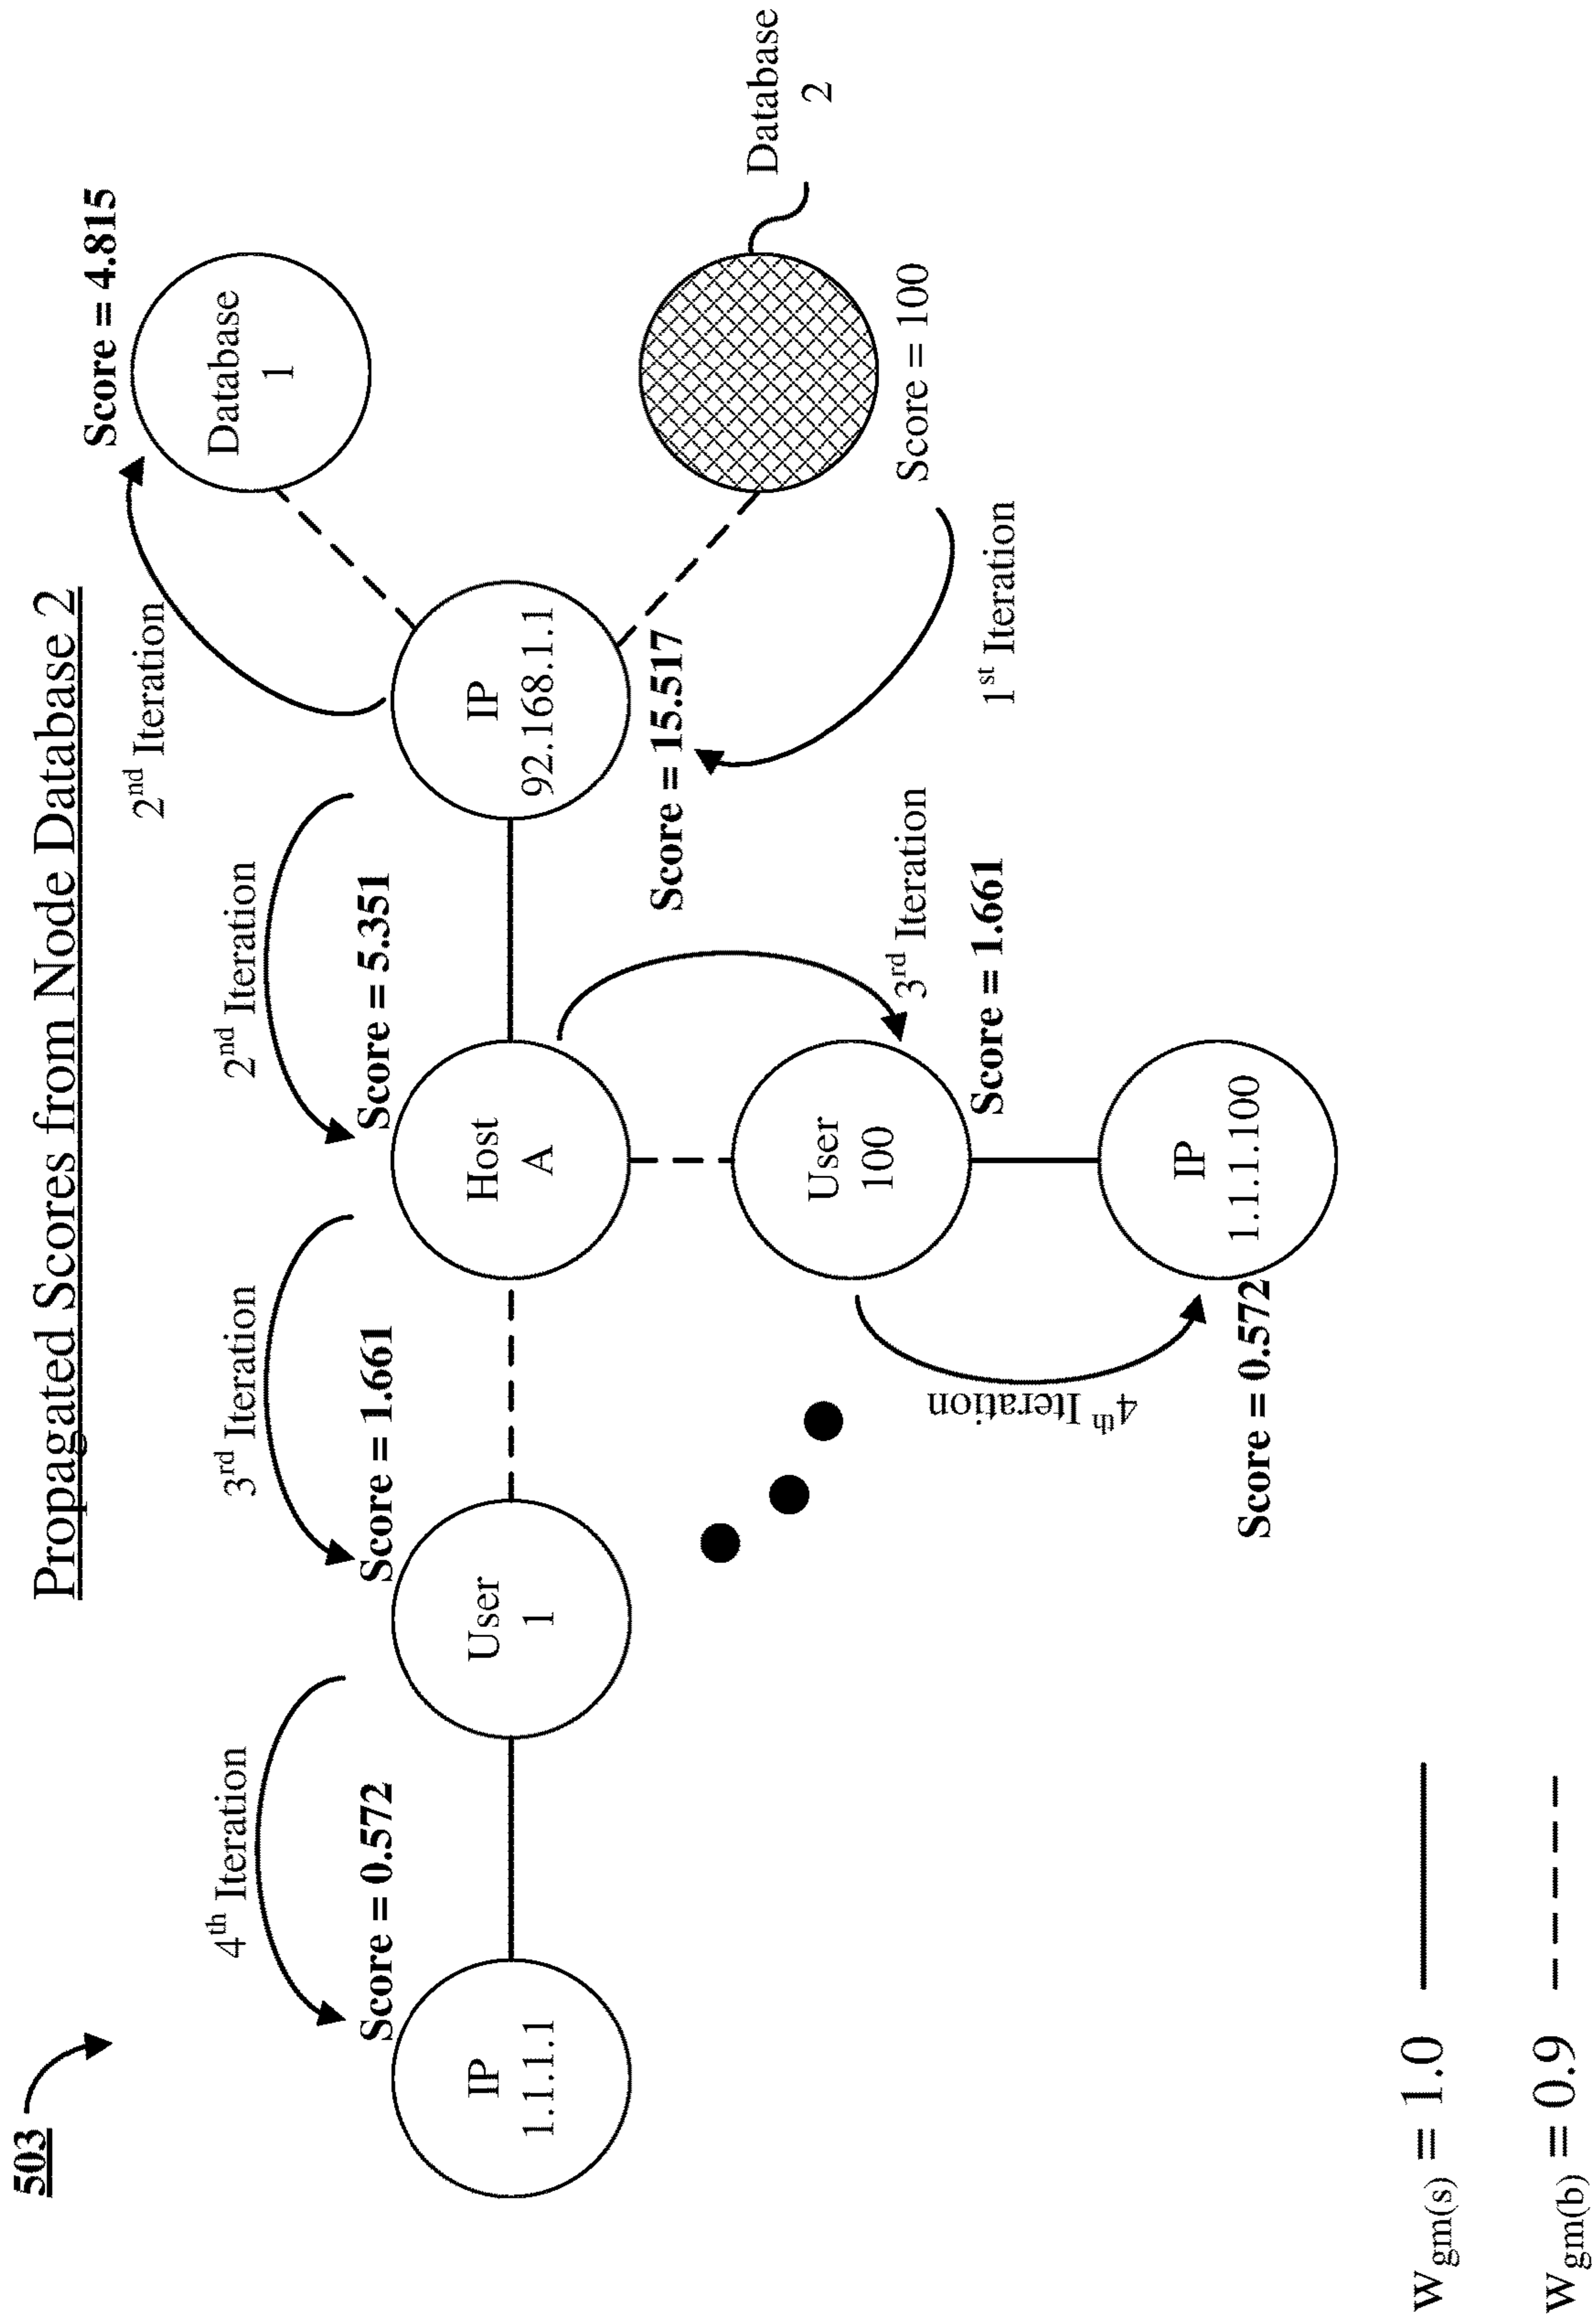 503
Propagated Scores from Node Database 2
4th Iteration
3rd Iteration
2nd Iteration
2nd Iteration
Score = 4.815
Score = 0.572
Score = 1.661
Score = 5.351
IP
1.1.1.1
User
1
Host
A
IP
92.168.1.1
Database
1
Score = 15.517
Database
2
Score = 100
1st Iteration
3rd Iteration
User
100
Score = 1.661
4th Iteration
IP
1.1.1.100
Score = 0.572
wgm(s) = 1.0
wgm(b) = 0.9